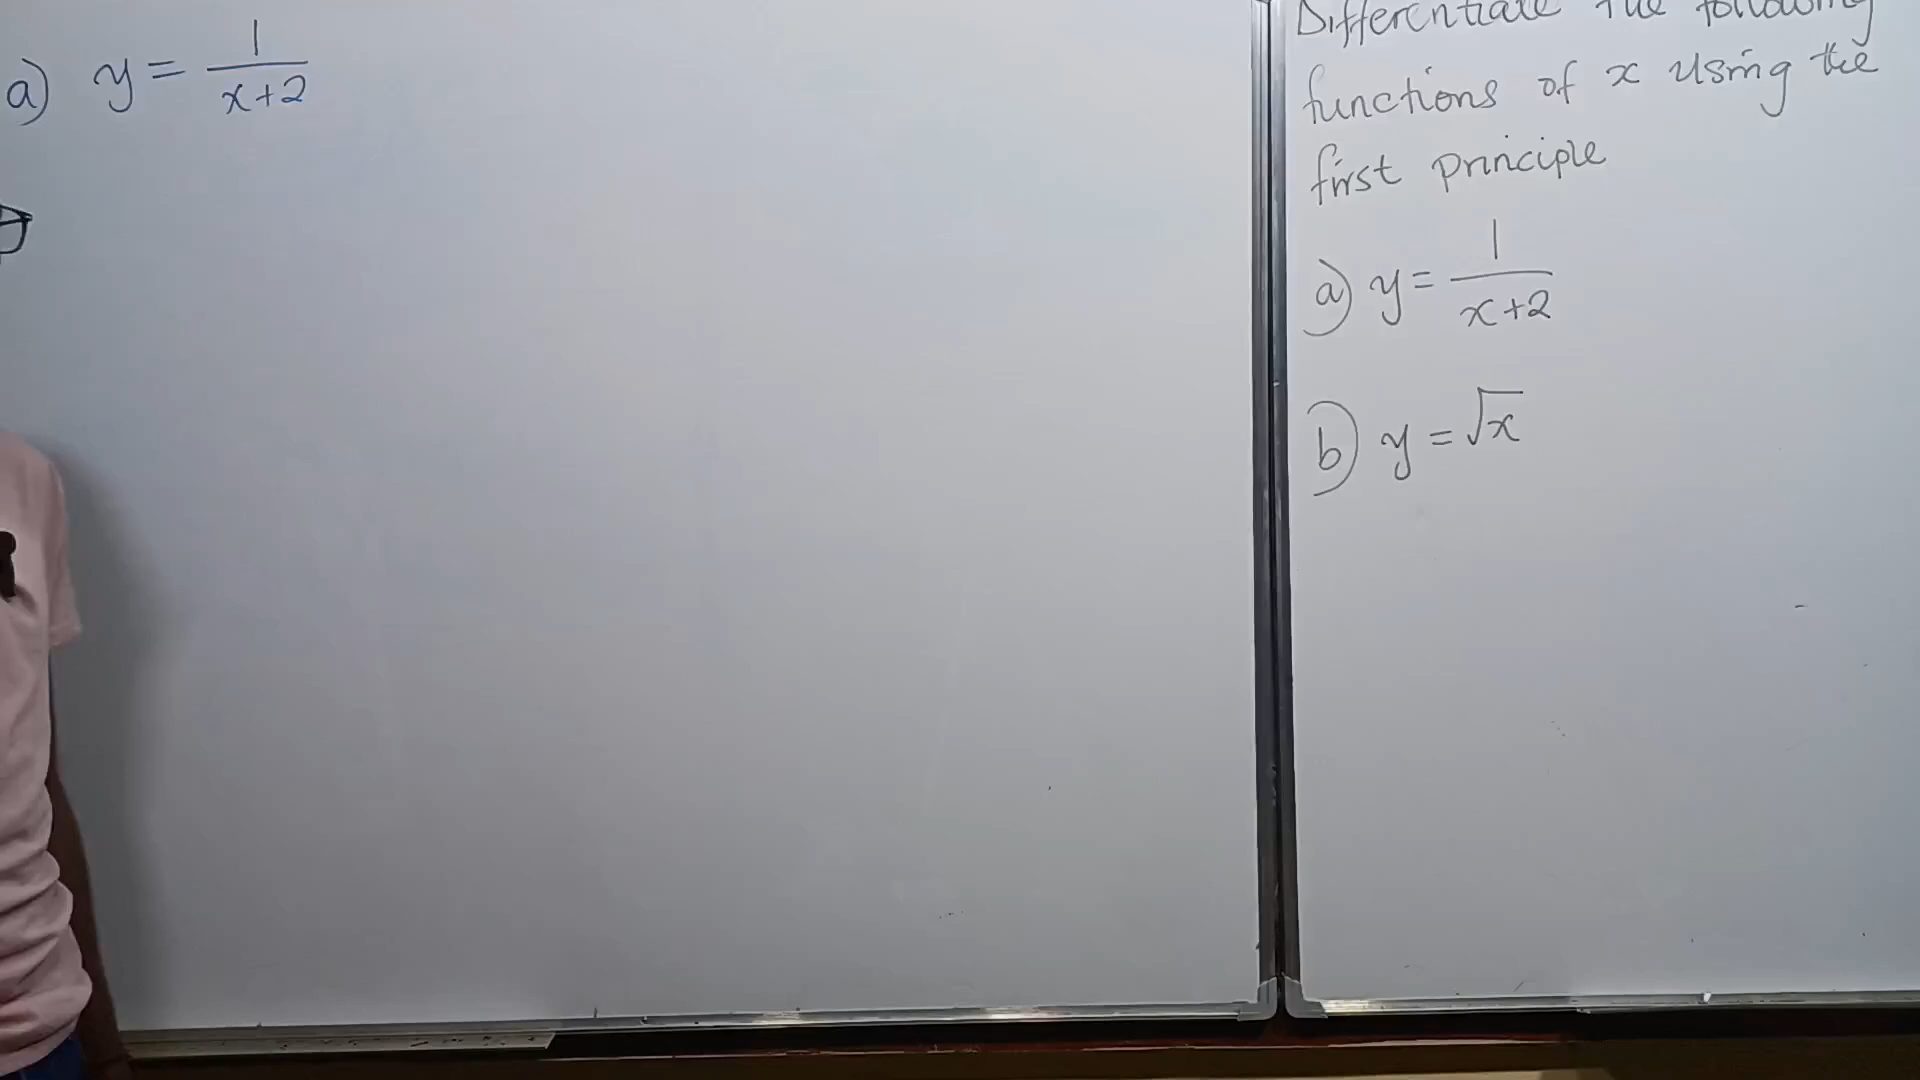 a) y = 1/(x+2)
Differentiate the following
functions of x using the
first principle
a) y = 1/(x+2)
b) y = √x